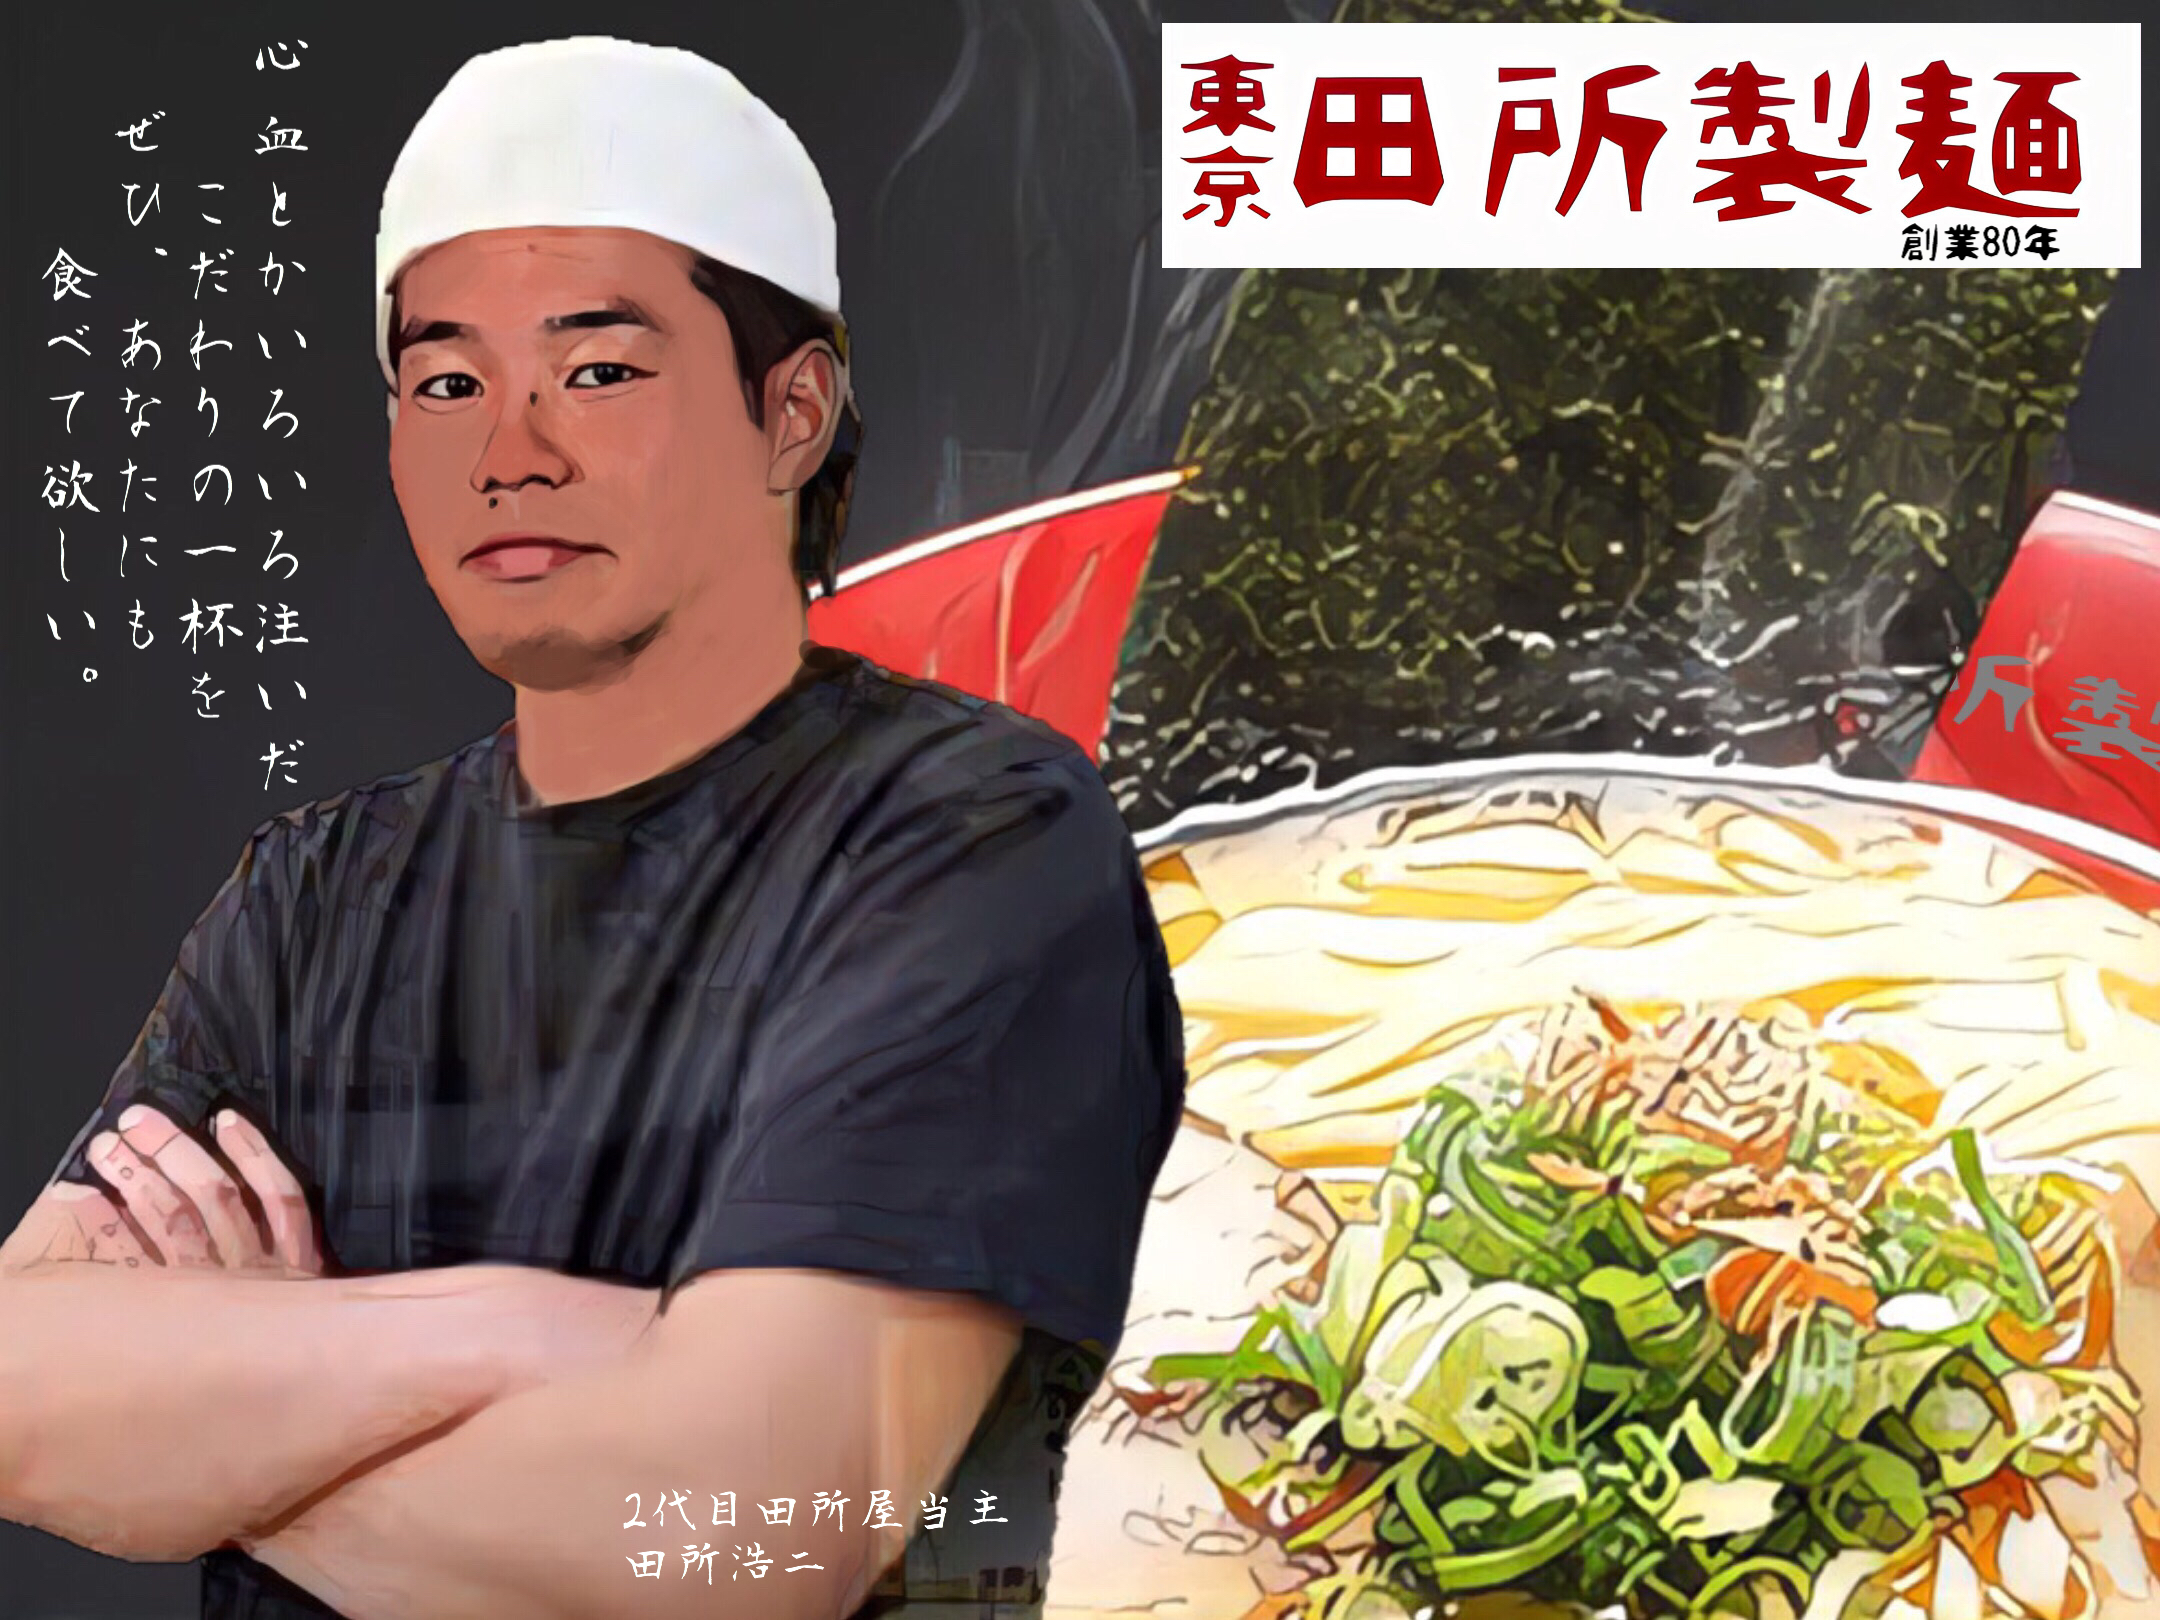 心血とかいろいろ注いだ
こだわりの一杯を
ぜひ、あなたにも
食べて欲しい。
東京
田所製麺
創業80年
所製
2代目田所屋当主
田所浩二